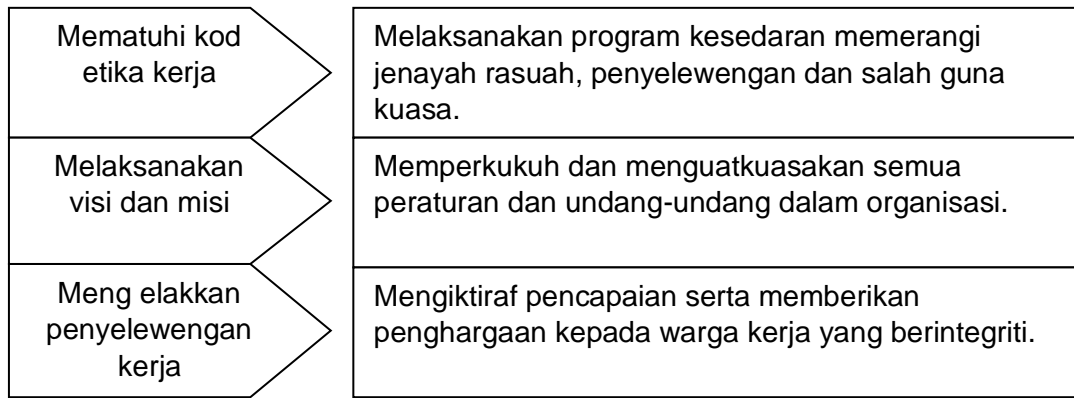 Mematuhi kod
etika kerja
Melaksanakan program kesedaran memerangi
jenayah rasuah, penyelewengan dan salah guna
kuasa.
Melaksanakan
visi dan misi
Memperkukuh dan menguatkuasakan semua
peraturan dan undang-undang dalam organisasi.
Meng elakkan
penyelewengan
kerja
Mengiktiraf pencapaian serta memberikan
penghargaan kepada warga kerja yang berintegriti.